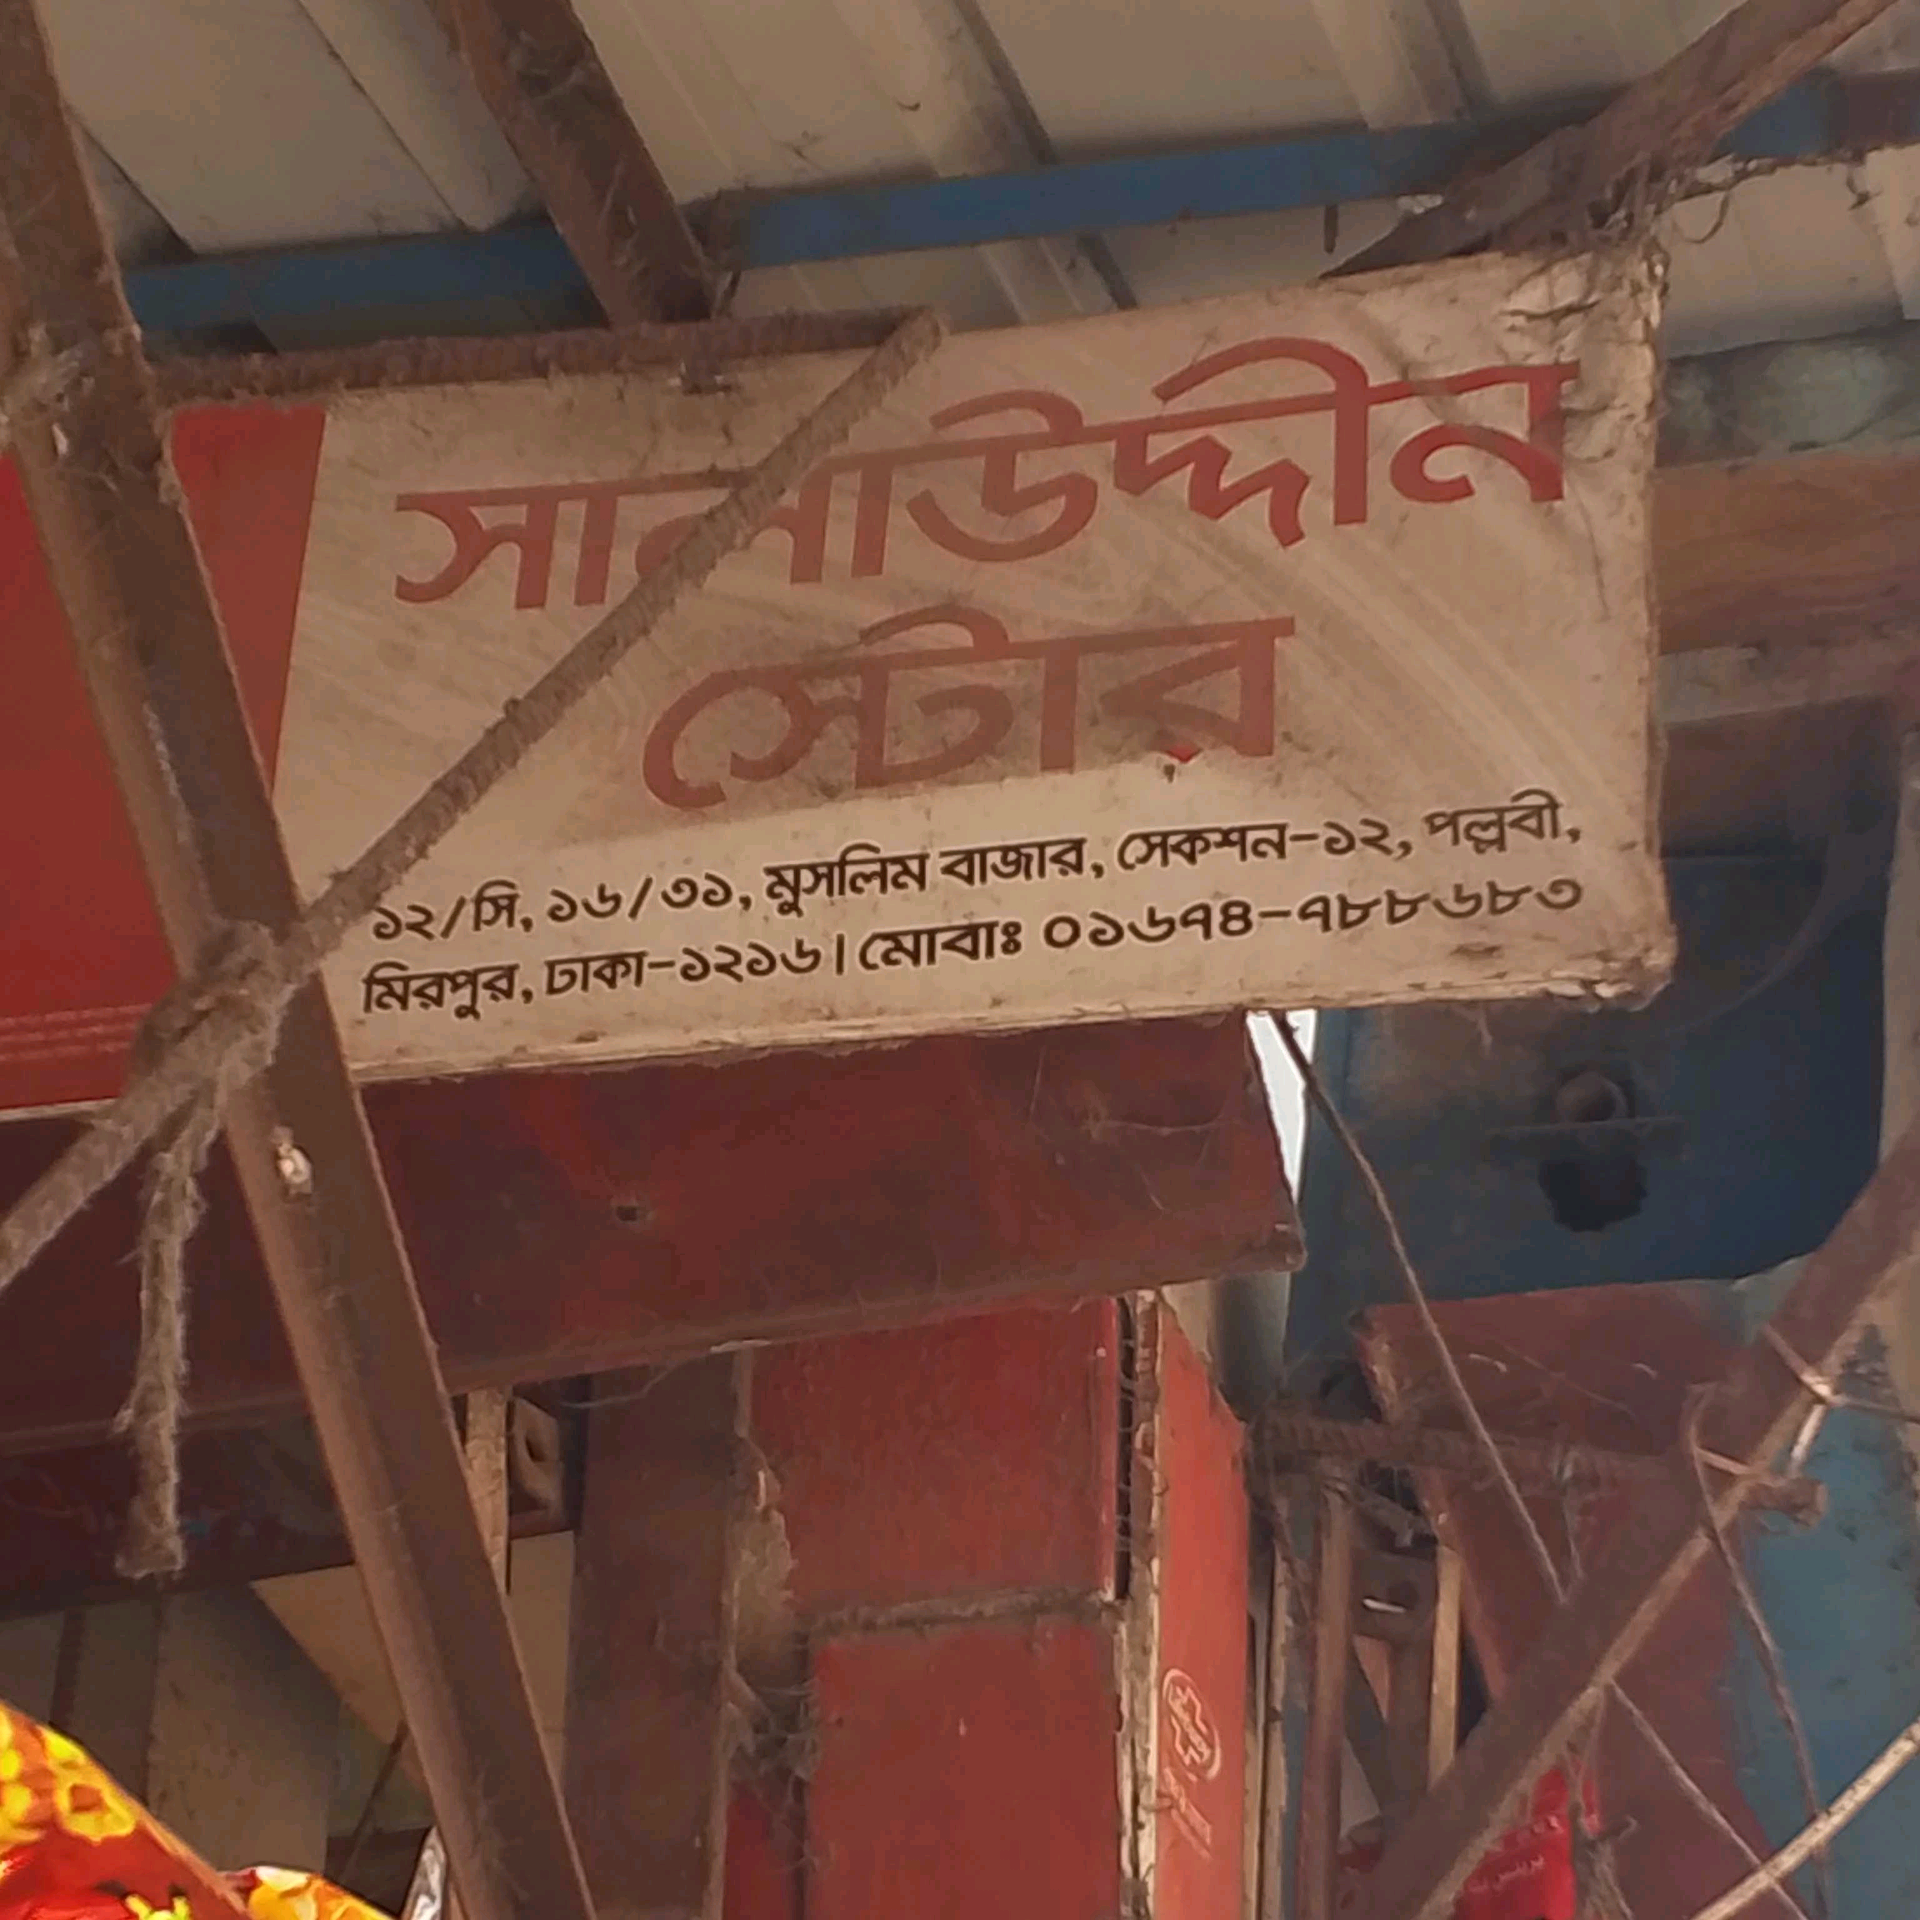 সালাউদ্দীন
স্টোর
১২/সি, ১৬/৩১, মুসলিম বাজার, সেকশন-১২, পল্লবী,
মিরপুর, ঢাকা-১২১৬। মোবাঃ ০১৬৭৪-৭৮৮৬৮৩